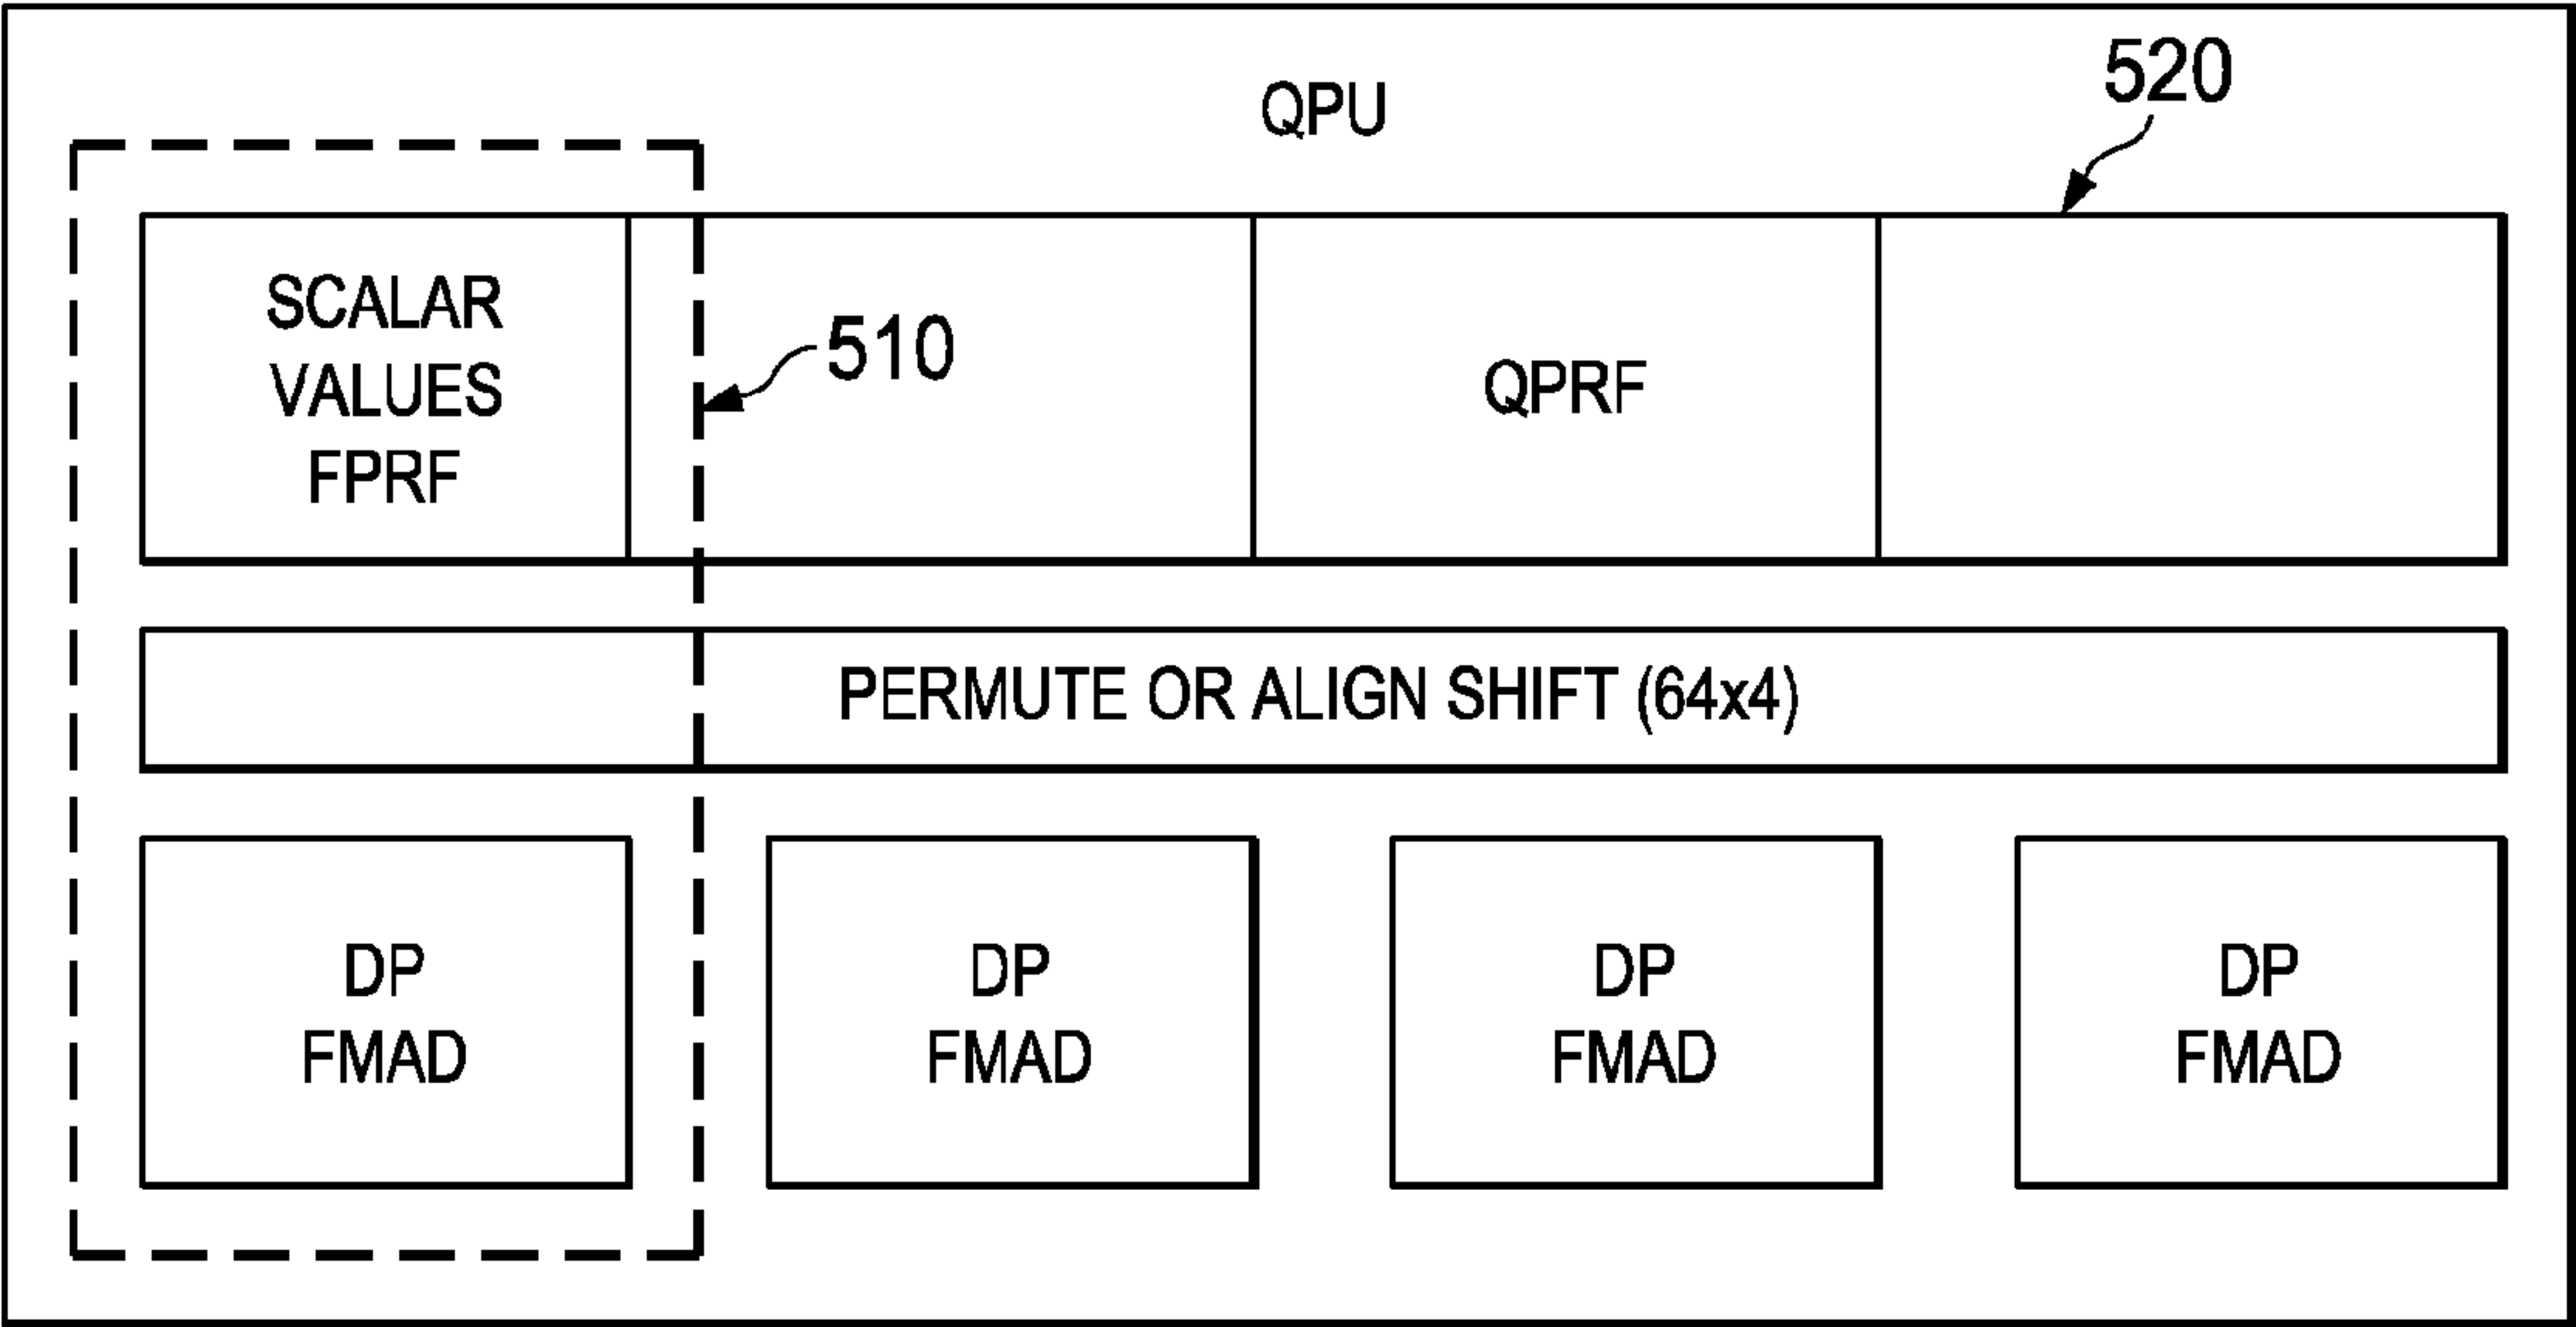 QPU
520
SCALAR
VALUES
FPRF
510
QPRF
PERMUTE OR ALIGN SHIFT (64x4)
DP
FMAD
DP
FMAD
DP
FMAD
DP
FMAD